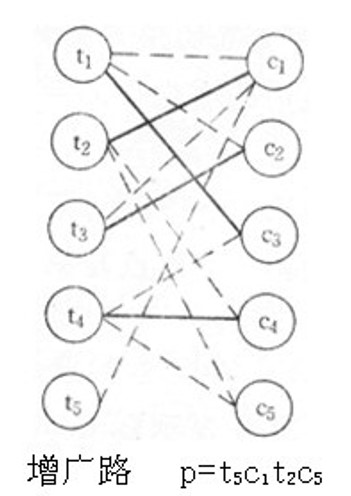 t₁ c₁
t₂ c₂
t₃ c₃
t₄ c₄
t₅ c₅
增广路 p=t₅c₁t₂c₅